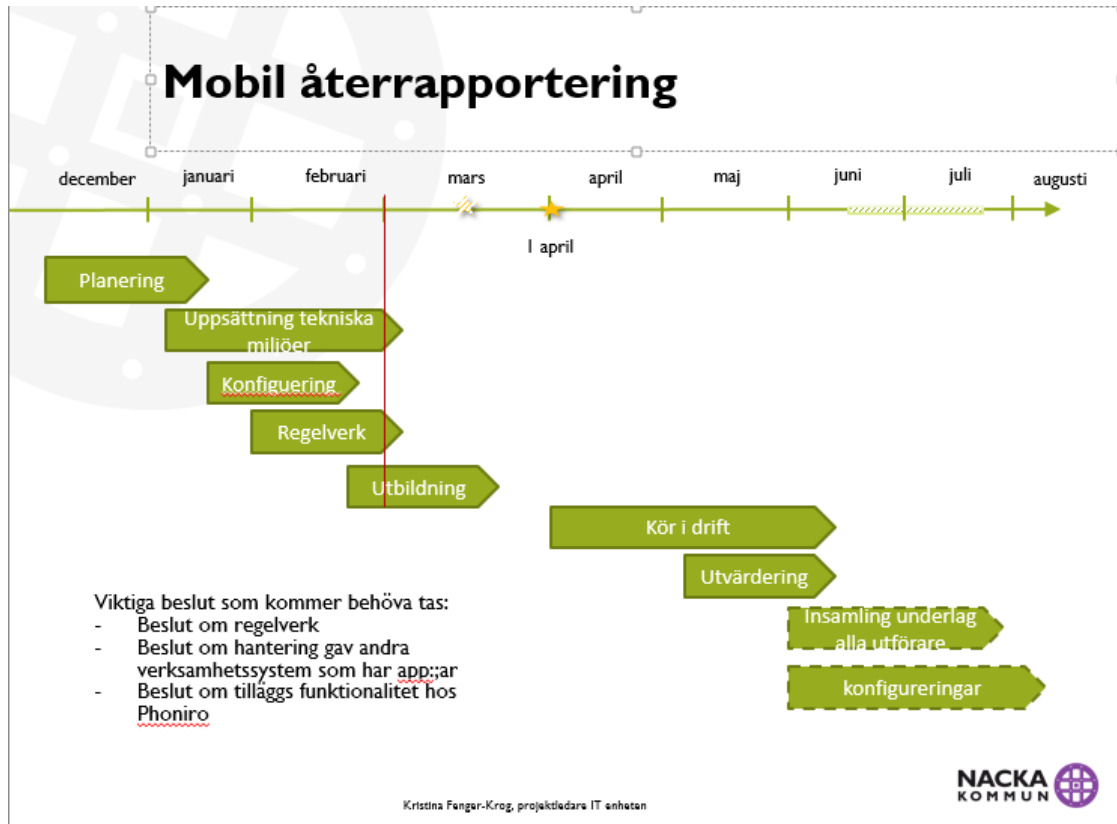 Mobil återrapportering
december januari februari mars april maj juni juli augusti
1 april
Planering
Uppsättning tekniska
miljöer
Konfiguering
Regelverk
Utbildning
Kör i drift
Utvärdering
Insamling underlag
alla utförare
konfigureringar
Viktiga beslut som kommer behöva tas:
- Beslut om regelverk
- Beslut om hantering gav andra
verksamhetssystem som har app:;ar
- Beslut om tilläggs funktionalitet hos
Phoniro
Kristina Fenger-Krog, projektledare IT enheten
NACKA
KOMMUN